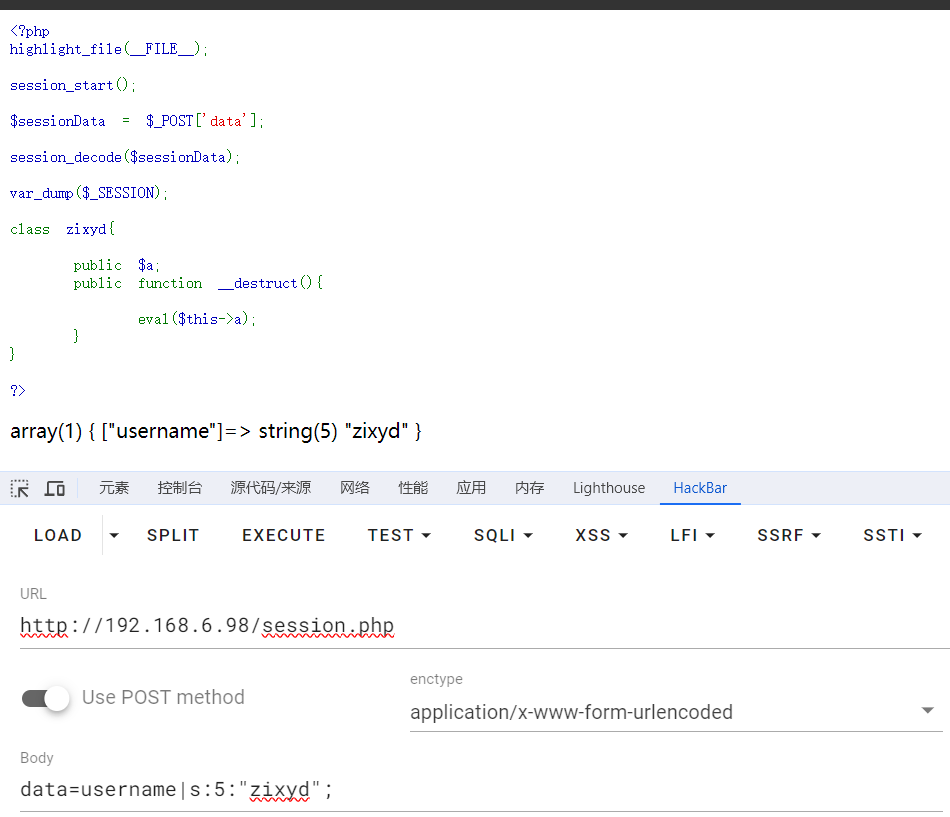 <?php
highlight_file(__FILE__);
session_start();
$sessionData = $_POST['data'];
session_decode($sessionData);
var_dump($_SESSION);
class zixyd{
public $a;
public function __destruct(){
eval($this->a);
}
}
?>
array(1) { ["username"]=> string(5) "zixyd" }
元素 控制台 源代码/来源 网络 性能 应用 内存 Lighthouse HackBar
LOAD SPLIT EXECUTE TEST SQLI XSS LFI SSRF SSTI
URL
http://192.168.6.98/session.php
Use POST method
enctype
application/x-www-form-urlencoded
Body
data=username|s:5:"zixyd";